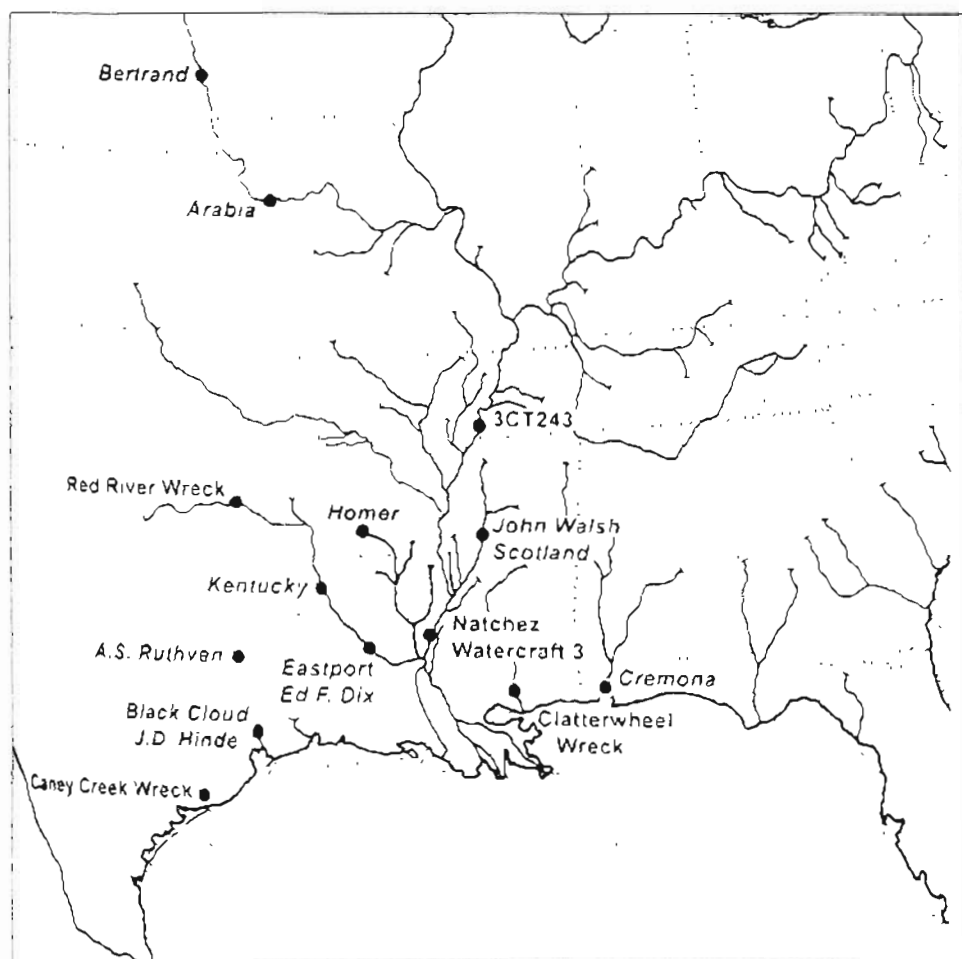 Bertrand
Arabia
3CT243
Red River Wreck
Homer
John Walsh
Scotland
Kentucky
Natchez
Watercraft 3
A.S. Ruthven
Eastport
Ed F. Dix
Cremona
Black Cloud
J.D. Hinde
Clatterwheel
Wreck
Caney Creek Wreck